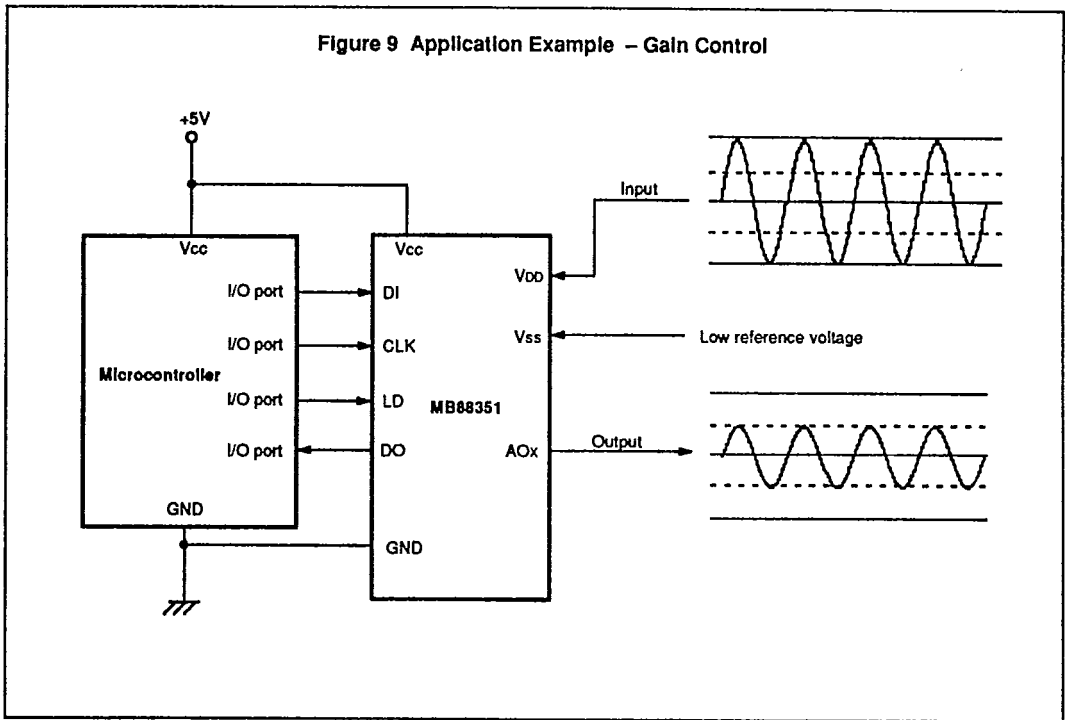 Figure 9 Application Example – Gain Control
+5V
Vcc
Vcc
Input
I/O port
DI
VDD
I/O port
CLK
Vss
Low reference voltage
Microcontroller
I/O port
LD
MB88351
I/O port
DO
AOx
Output
GND
GND